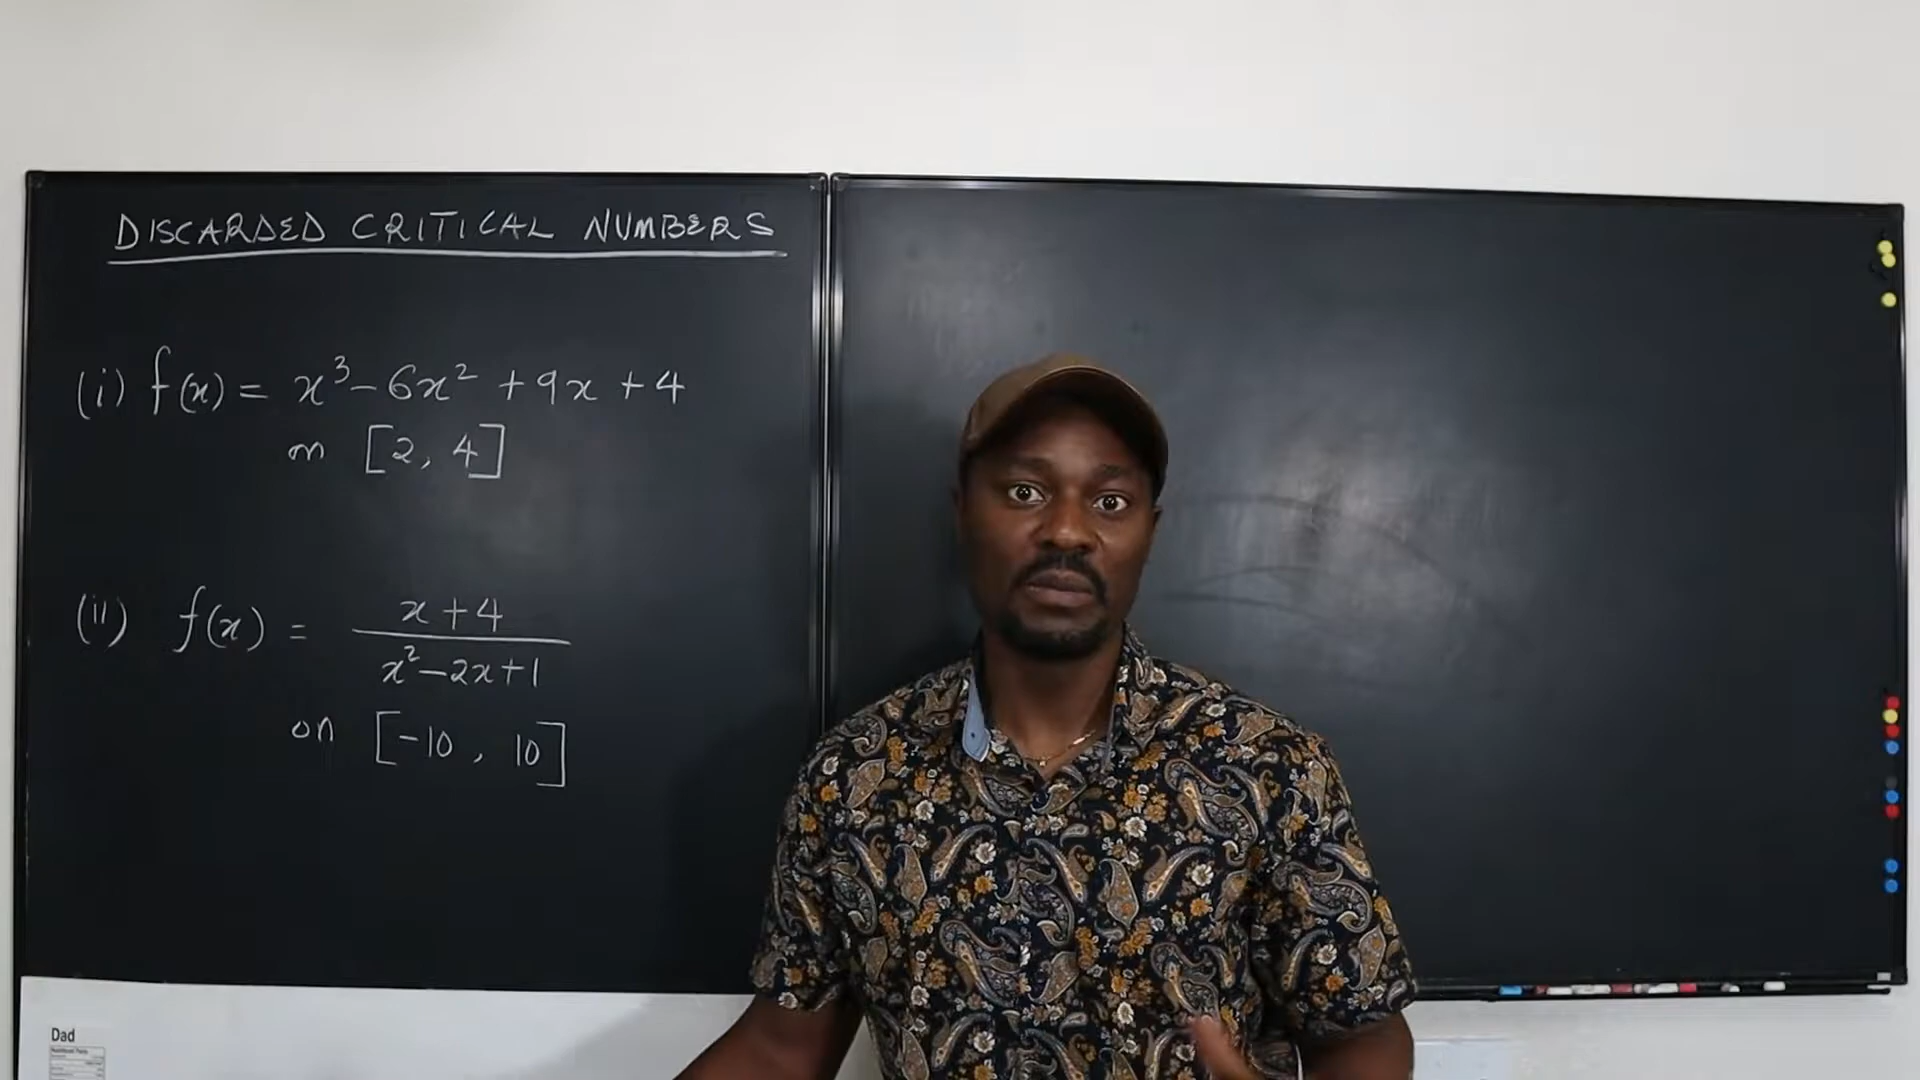 DISCARDED CRITICAL NUMBERS
(i) f(x) = x³ - 6x² + 9x + 4
on [2, 4]
(ii) f(x) = x + 4
x² - 2x + 1
on [-10, 10]
Dad